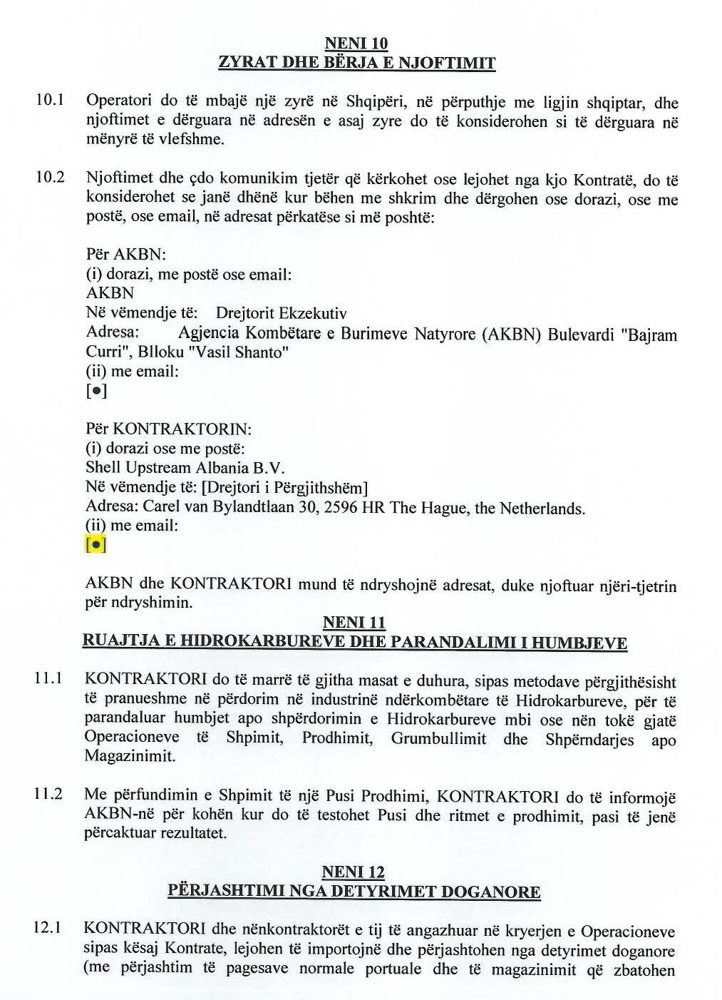 NENI 10
ZYRAT DHE BËRJA E NJOFTIMIT
10.1 Operatori do të mbajë një zyrë në Shqipëri, në përputhje me ligjin shqiptar, dhe
njoftimet e dërguara në adresën e asaj zyre do të konsiderohen si të dërguara në
mënyrë të vlefshme.
10.2 Njoftimet dhe çdo komunikim tjetër që kërkohet ose lejohet nga kjo Kontratë, do të
konsiderohet se janë dhënë kur bëhen me shkrim dhe dërgohen ose dorazi, ose me
postë, ose email, në adresat përkatëse si më poshtë:
Për AKBN:
(i) dorazi, me postë ose email:
AKBN
Në vëmendje të: Drejtorit Ekzekutiv
Adresa: Agjencia Kombëtare e Burimeve Natyrore (AKBN) Bulevardi "Bajram
Curri", Blloku "Vasil Shanto"
(ii) me email:
[●]
Për KONTRAKTORIN:
(i) dorazi ose me postë:
Shell Upstream Albania B.V.
Në vëmendje të: [Drejtori i Përgjithshëm]
Adresa: Carel van Bylandtlaan 30, 2596 HR The Hague, the Netherlands.
(ii) me email:
[●]
AKBN dhe KONTRAKTORI mund të ndryshojnë adresat, duke njoftuar njëri-tjetrin
për ndryshimin.
NENI 11
RUAJTJA E HIDROKARBUREVE DHE PARANDALIMI I HUMBJEVE
11.1 KONTRAKTORI do të marrë të gjitha masat e duhura, sipas metodave përgjithësisht
të pranueshme në përdorim në industrinë ndërkombëtare të Hidrokarbureve, për të
parandaluar humbjet apo shpërdorimin e Hidrokarbureve mbi ose nën tokë gjatë
Operacioneve të Shpimit, Prodhimit, Grumbullimit dhe Shpërndarjes apo
Magazinimit.
11.2 Me përfundimin e Shpimit të një Pusi Prodhimi, KONTRAKTORI do të informojë
AKBN-në për kohën kur do të testohet Pusi dhe ritmet e prodhimit, pasi të jenë
përcaktuar rezultatet.
NENI 12
PËRJASHTIMI NGA DETYRIMET DOGANORE
12.1 KONTRAKTORI dhe nënkontraktorët e tij të angazhuar në kryerjen e Operacioneve
sipas kësaj Kontrate, lejohen të importojnë dhe përjashtohen nga detyrimet doganore
(me përjashtim të pagesave normale portuale dhe të magazinimit që zbatohen